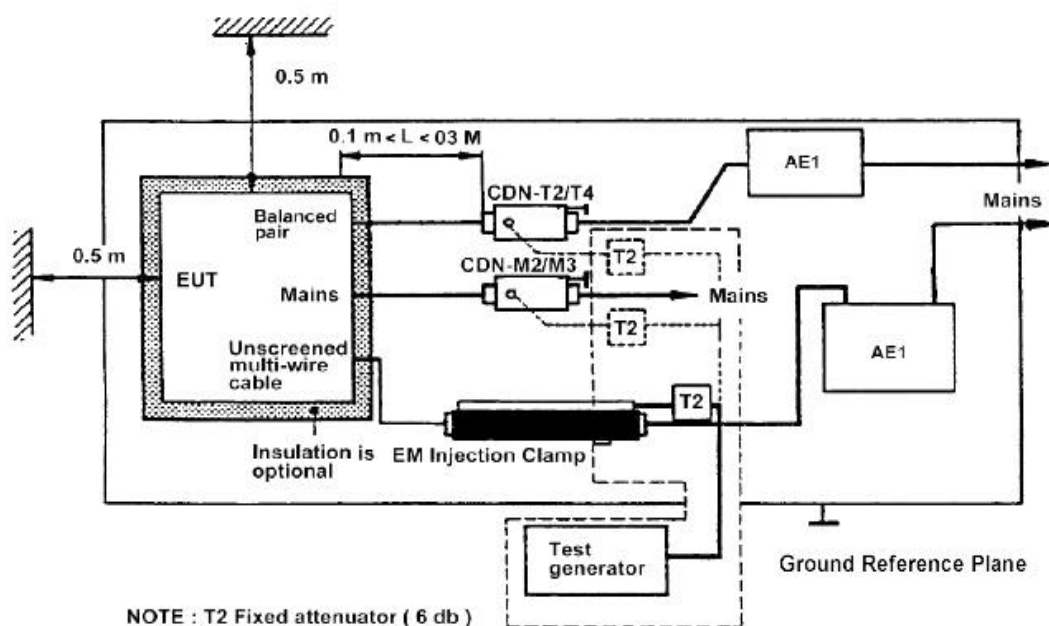 0.5 m
0.1 m < L < 03 M
AE1
CDN-T2/T4
Balanced
pair
Mains
T2
0.5 m
EUT
CDN-M2/M3
Mains
Mains
T2
AE1
Unscreened
multi-wire
cable
T2
Insulation is
optional
EM Injection Clamp
Test
generator
Ground Reference Plane
NOTE : T2 Fixed attenuator ( 6 db )